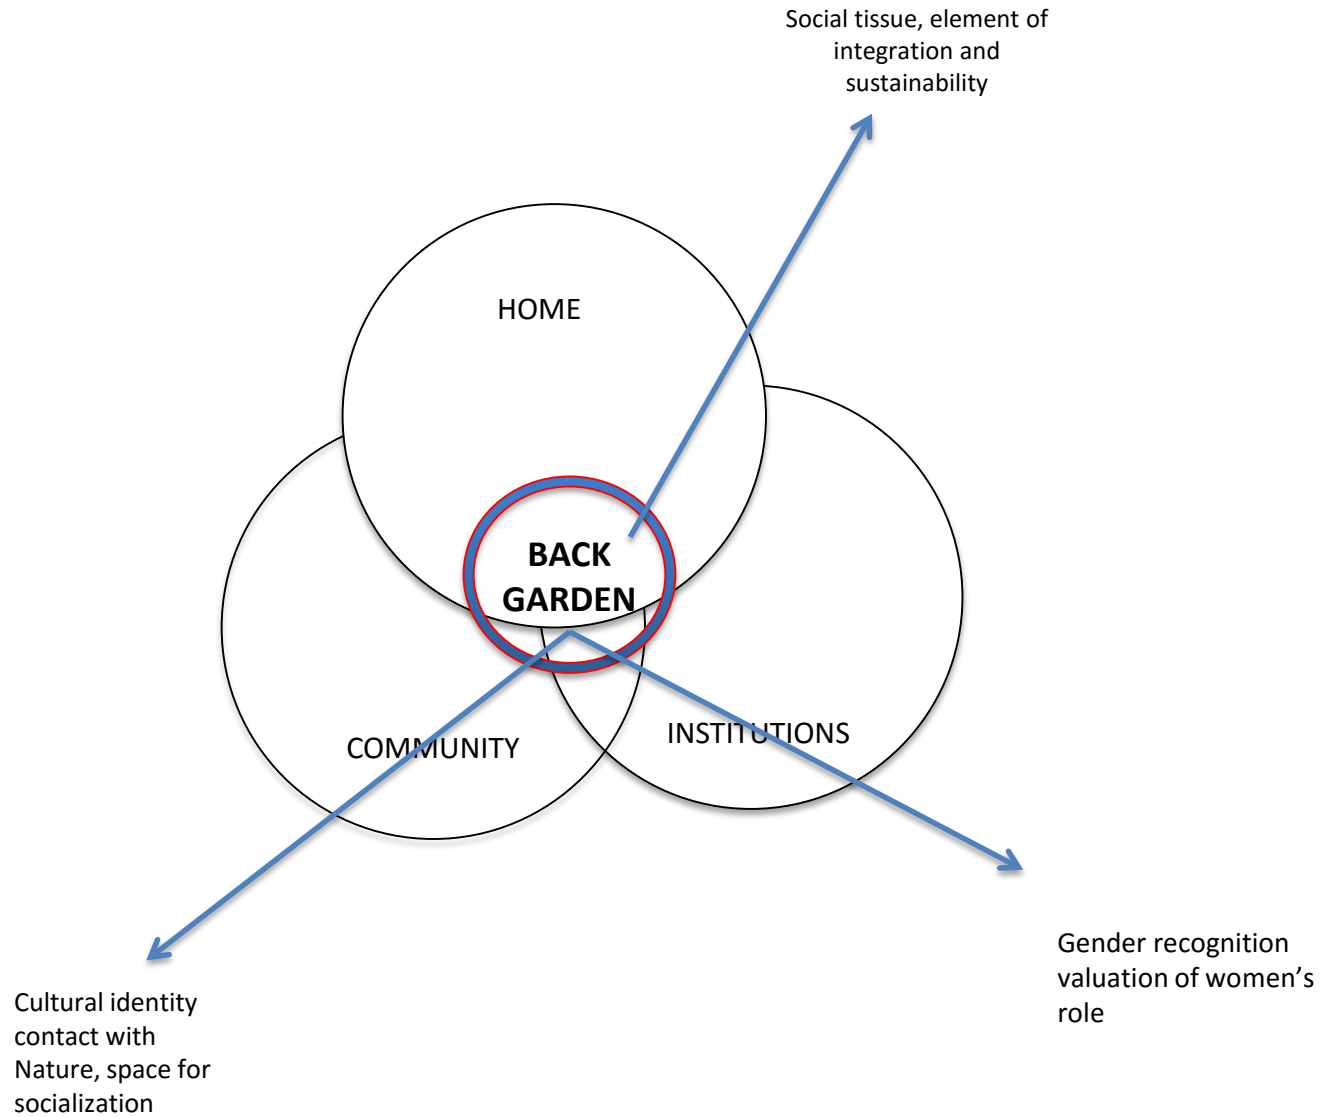 Social tissue, element of
integration and
sustainability
HOME
BACK
GARDEN
COMMUNITY
INSTITUTIONS
Gender recognition
valuation of women’s
role
Cultural identity
contact with
Nature, space for
socialization